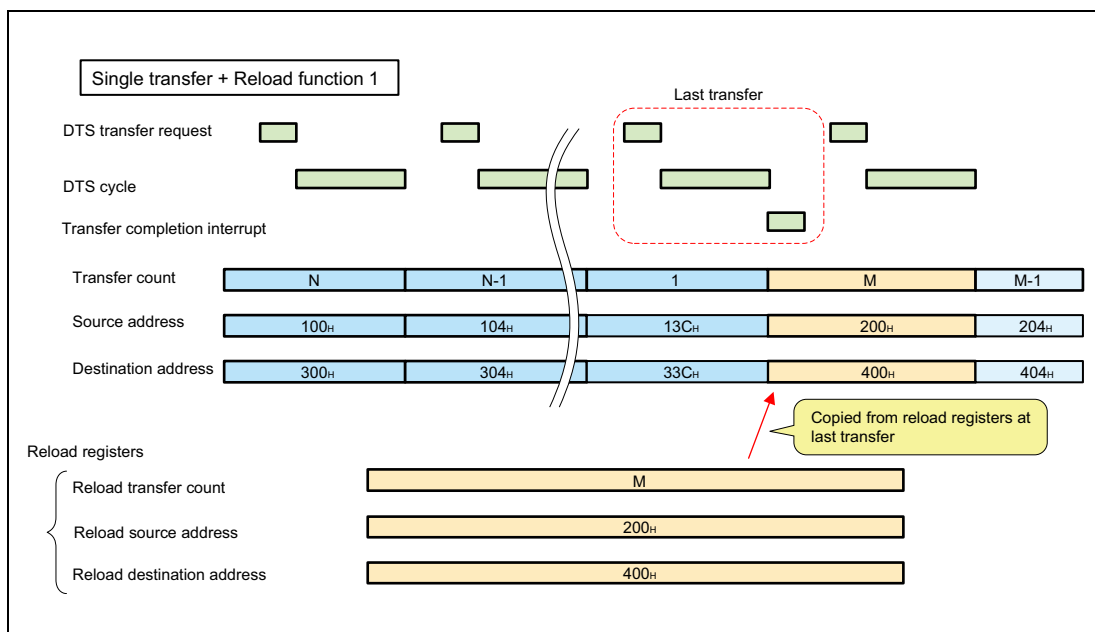 Single transfer + Reload function 1
Last transfer
DTS transfer request
DTS cycle
Transfer completion interrupt
Transfer count N N-1 1 M M-1
Source address 100H 104H 13CH 200H 204H
Destination address 300H 304H 33CH 400H 404H
Copied from reload registers at
last transfer
Reload registers
Reload transfer count M
Reload source address 200H
Reload destination address 400H